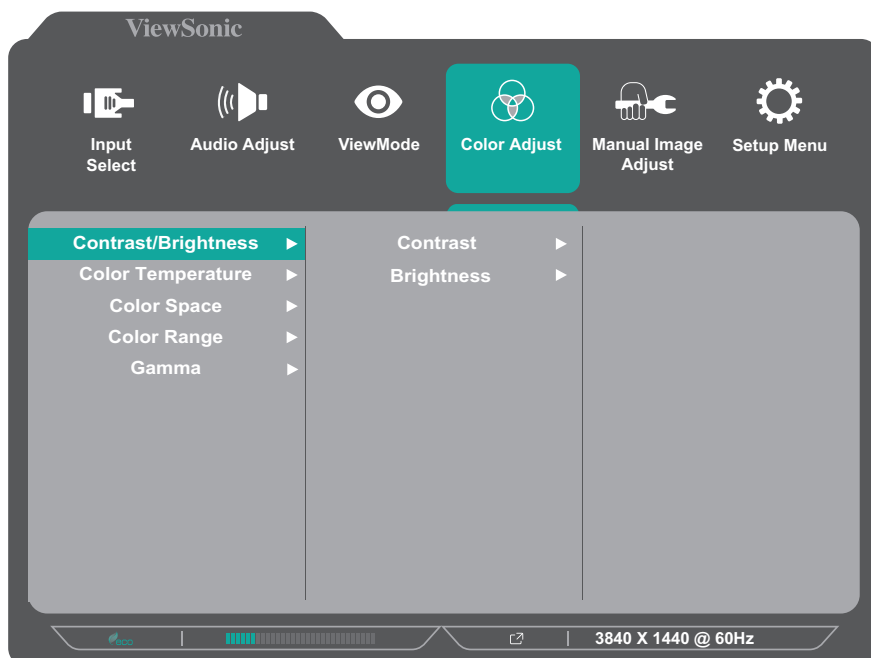 ViewSonic
Input
Select
Audio Adjust
ViewMode
Color Adjust
Manual Image
Adjust
Setup Menu
Contrast/Brightness
Color Temperature
Color Space
Color Range
Gamma
Contrast
Brightness
eco
3840 X 1440 @ 60Hz